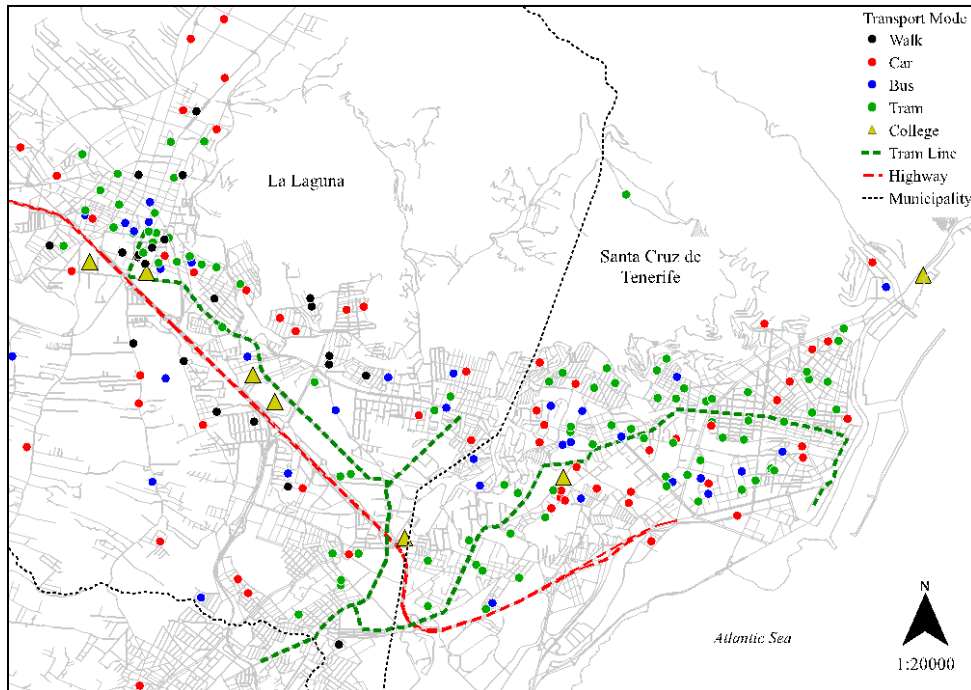 Transport Mode
Walk
Car
Bus
Tram
College
Tram Line
Highway
Municipality
La Laguna
Santa Cruz de
Tenerife
Atlantic Sea
N
1:20000